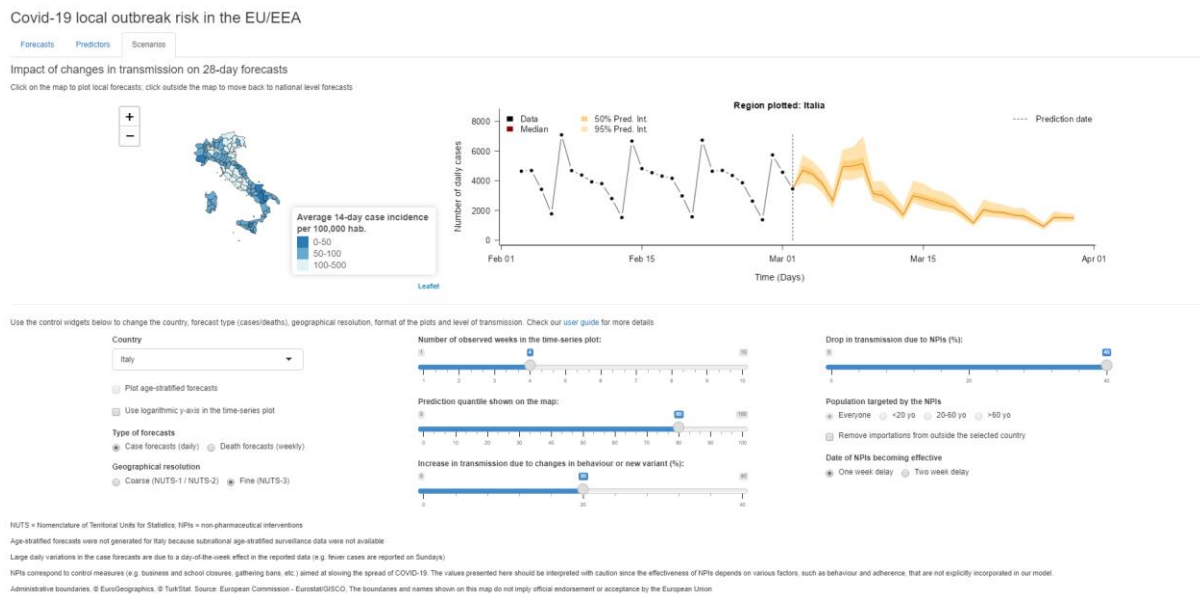 Covid-19 local outbreak risk in the EU/EEA
Forecasts Predictors Scenarios
Impact of changes in transmission on 28-day forecasts
Click on the map to plot local forecasts; click outside the map to move back to national level forecasts
+
−
Average 14-day case incidence
per 100,000 hab.
0-50
50-100
100-500
Leaflet
Region plotted: Italia
Data
Median
50% Pred. Int.
95% Pred. Int.
Prediction date
Number of daily cases
8000
6000
4000
2000
0
Feb 01 Feb 15 Mar 01 Mar 15 Apr 01
Time (Days)
Use the control widgets below to change the country, forecast type (cases/deaths), geographical resolution, format of the plots and level of transmission. Check our user guide for more details
Country
Italy
Plot age-stratified forecasts
Use logarithmic y-axis in the time-series plot
Type of forecasts
Case forecasts (daily) Death forecasts (weekly)
Geographical resolution
Coarse (NUTS-1 / NUTS-2) Fine (NUTS-3)
Number of observed weeks in the time-series plot:
1 4 10
1 2 3 4 5 6 7 8 9 10
Prediction quantile shown on the map:
0 80 100
0 10 20 30 40 50 60 70 80 90 100
Increase in transmission due to changes in behaviour or new variant (%):
0 20 40
0 20 40
Drop in transmission due to NPIs (%):
0 40
0 20 40
Population targeted by the NPIs
Everyone <20 yo 20-60 yo >60 yo
Remove importations from outside the selected country
Date of NPIs becoming effective
One week delay Two week delay
NUTS = Nomenclature of Territorial Units for Statistics; NPIs = non-pharmaceutical interventions
Age-stratified forecasts were not generated for Italy because subnational age-stratified surveillance data were not available
Large daily variations in the case forecasts are due to a day-of-the-week effect in the reported data (e.g. fewer cases are reported on Sundays)
NPIs correspond to control measures (e.g. business and school closures, gathering bans, etc.) aimed at slowing the spread of COVID-19. The values presented here should be interpreted with caution since the effectiveness of NPIs depends on various factors, such as behaviour and adherence, that are not explicitly incorporated in our model.
Administrative boundaries: © EuroGeographics, © TurkStat. Source: European Commission - Eurostat/GISCO, The boundaries and names shown on this map do not imply official endorsement or acceptance by the European Union